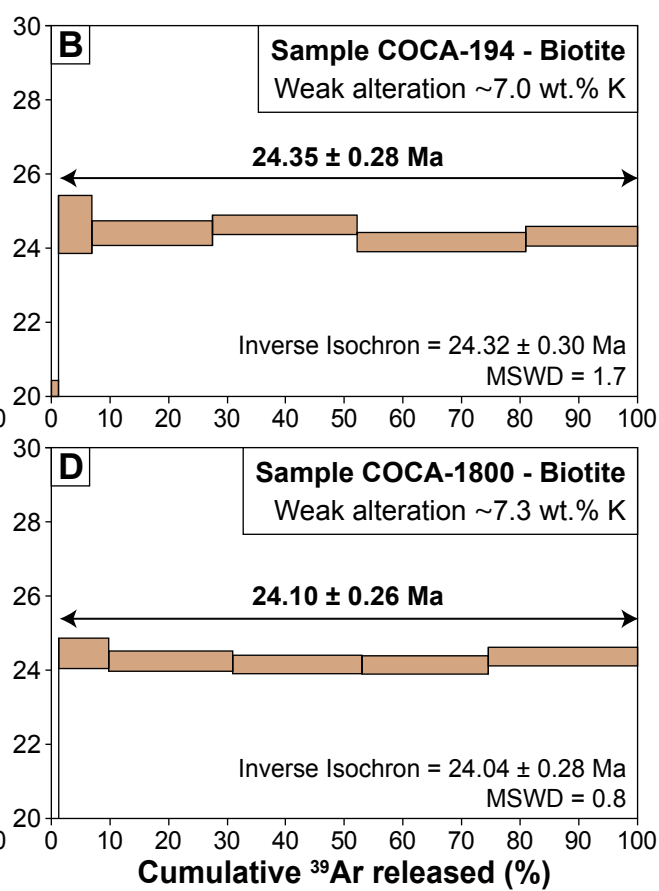 B
Sample COCA-194 - Biotite
Weak alteration ~7.0 wt.% K
30
28
26
24
22
20
24.35 ± 0.28 Ma
Inverse Isochron = 24.32 ± 0.30 Ma
MSWD = 1.7
0 0 10 20 30 40 50 60 70 80 90 100
D
Sample COCA-1800 - Biotite
Weak alteration ~7.3 wt.% K
30
28
26
24
22
20
24.10 ± 0.26 Ma
Inverse Isochron = 24.04 ± 0.28 Ma
MSWD = 0.8
0 0 10 20 30 40 50 60 70 80 90 100
Cumulative ³⁹Ar released (%)